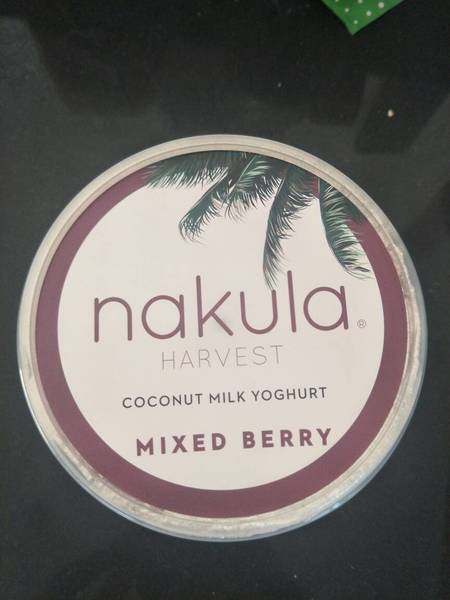 nakula®
HARVEST
COCONUT MILK YOGHURT
MIXED BERRY